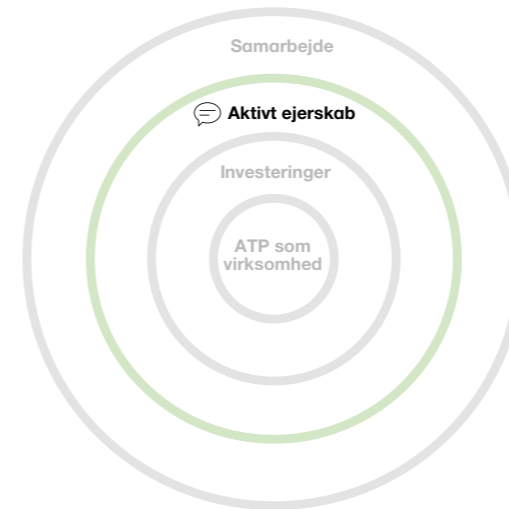 Samarbejde
Aktivt ejerskab
Investeringer
ATP som
virksomhed